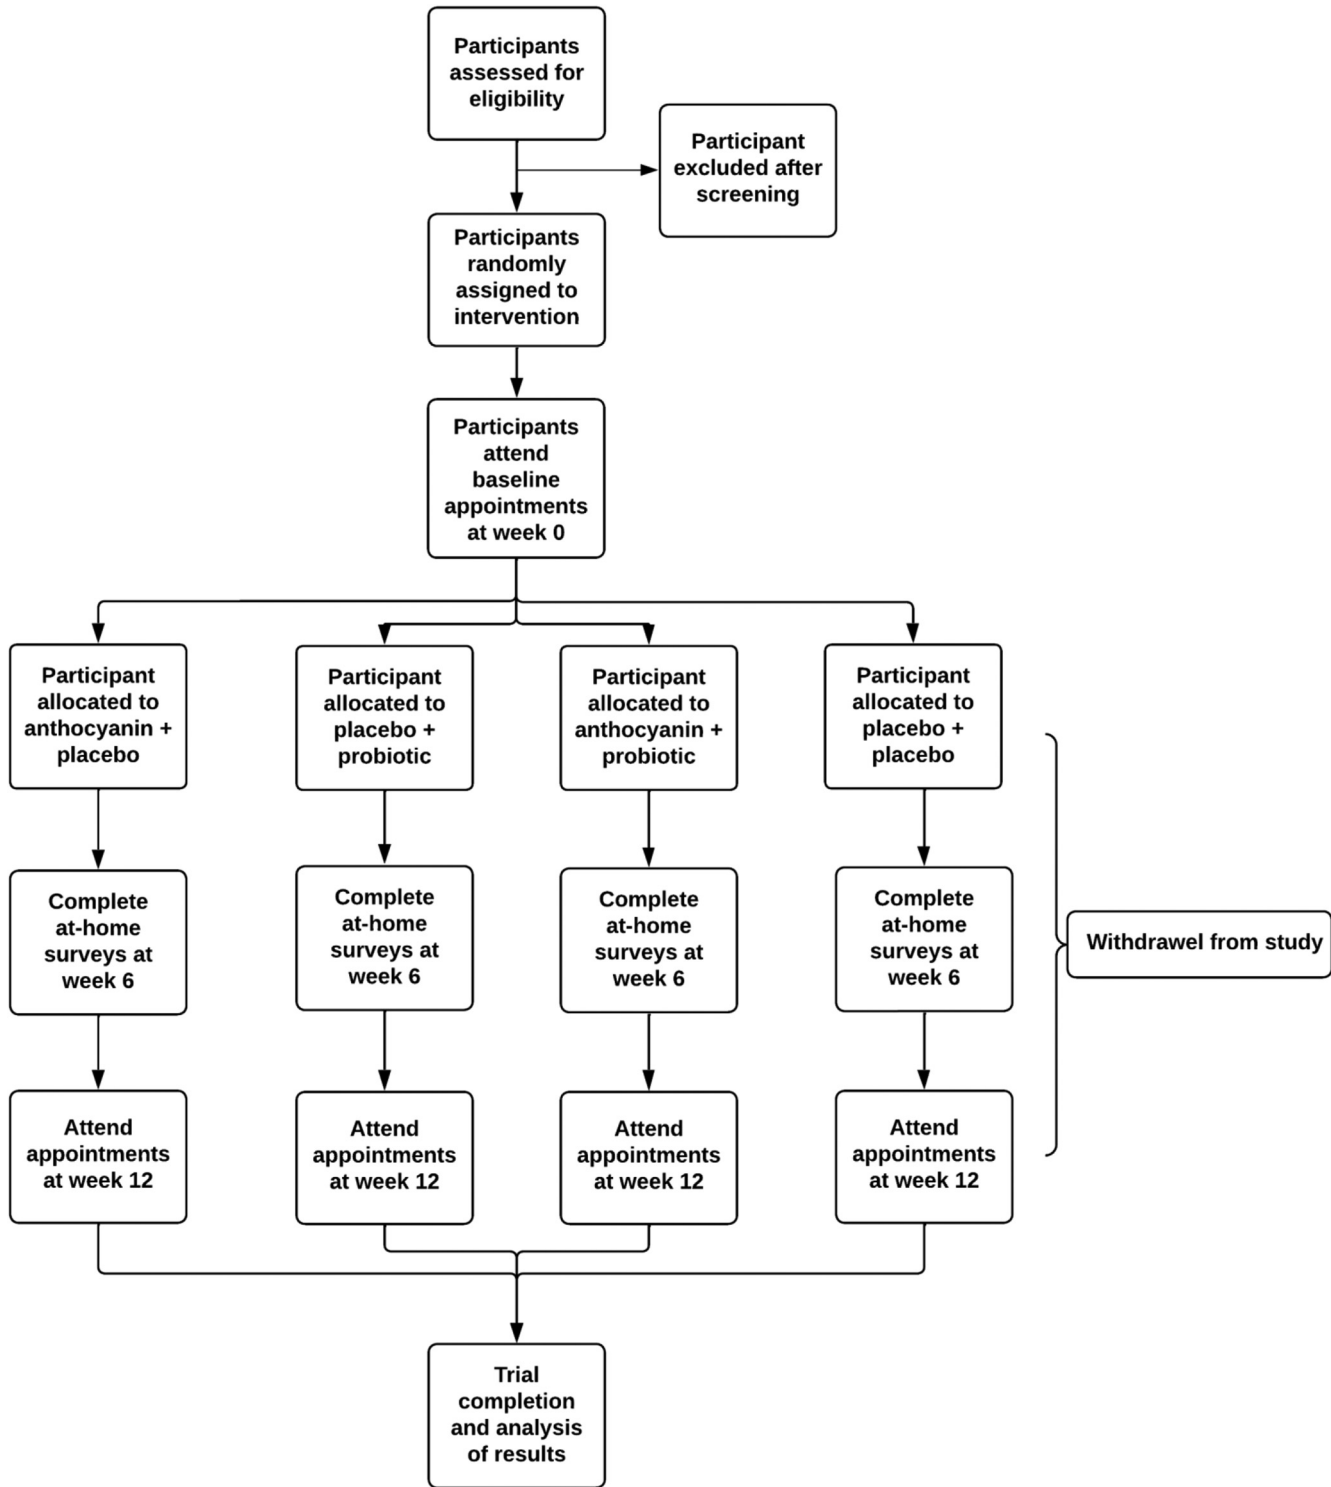 Participants
assessed for
eligibility
Participant
excluded after
screening
Participants
randomly
assigned to
intervention
Participants
attend
baseline
appointments
at week 0
Participant
allocated to
anthocyanin +
placebo
Participant
allocated to
placebo +
probiotic
Participant
allocated to
anthocyanin +
probiotic
Participant
allocated to
placebo +
placebo
Complete
at-home
surveys at
week 6
Complete
at-home
surveys at
week 6
Complete
at-home
surveys at
week 6
Complete
at-home
surveys at
week 6
Withdrawel from study
Attend
appointments
at week 12
Attend
appointments
at week 12
Attend
appointments
at week 12
Attend
appointments
at week 12
Trial
completion
and analysis
of results